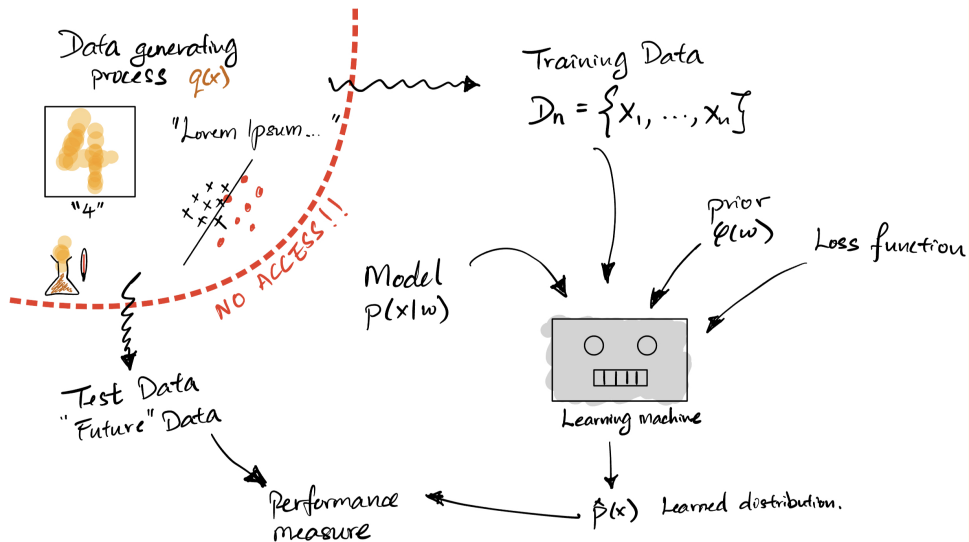 Data generating
process q(x)
"Lorem Ipsum... "
"4"
NO ACCESS!!
Training Data
Dn = {x1, ..., xn}
prior
φ(w)
Loss function
Model
p(x|w)
Learning machine
Test Data
"Future" Data
Performance
measure
p̂(x) Learned distribution.